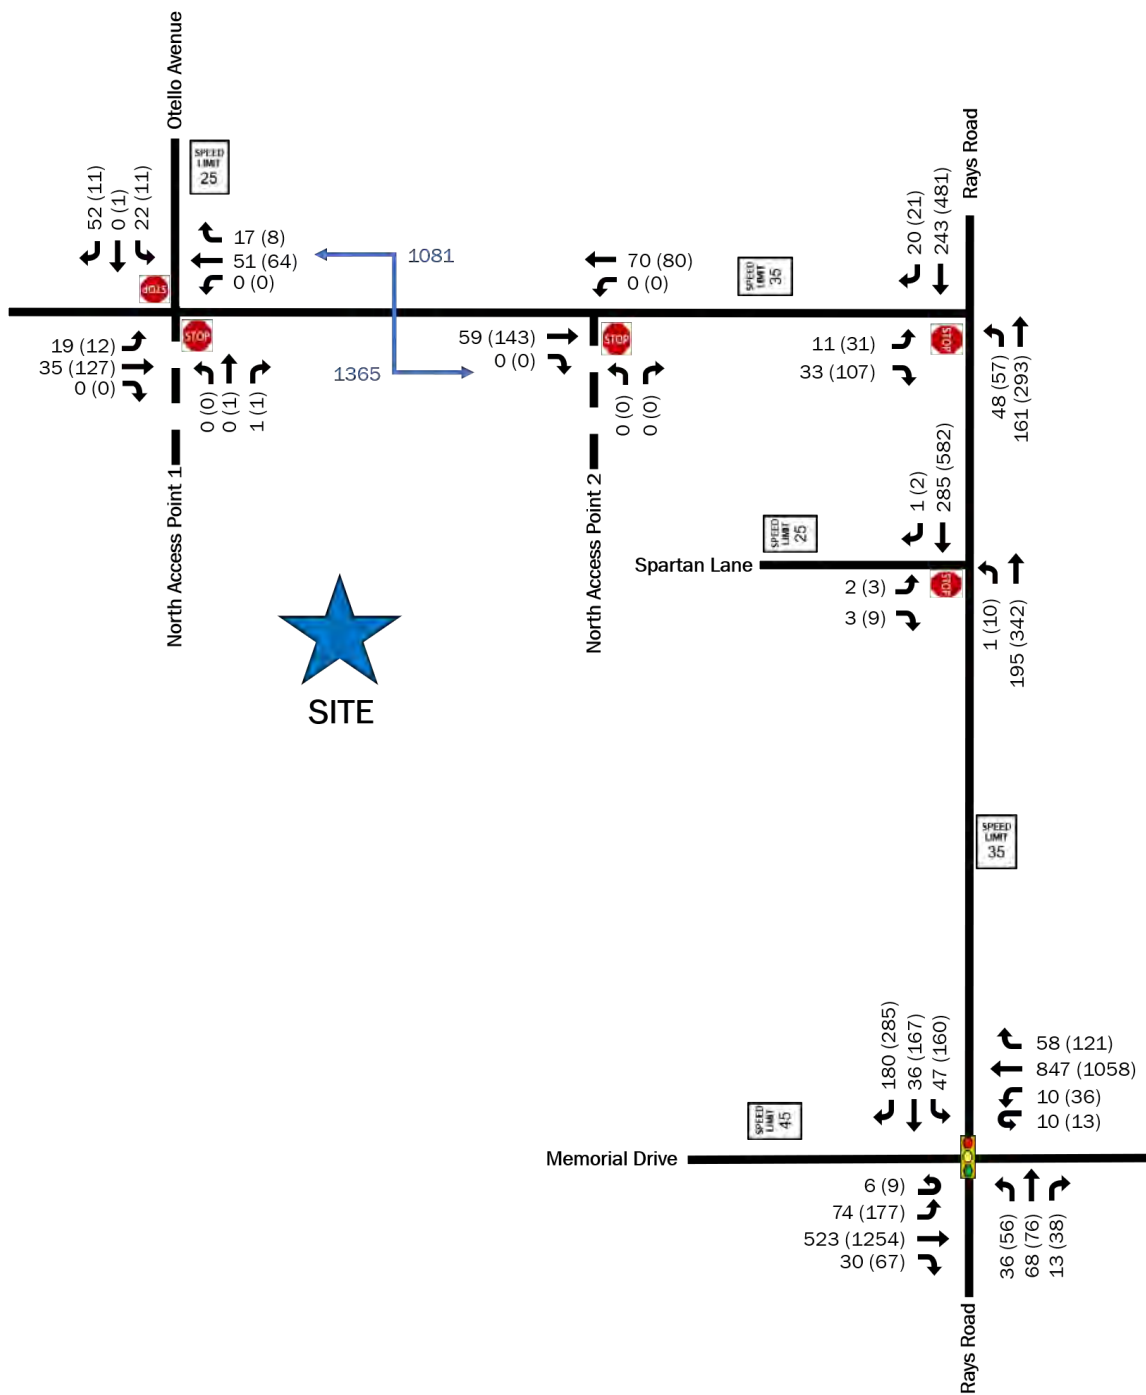 Otello Avenue
SPEED
LIMIT
25
52 (11)
0 (1)
22 (11)
17 (8)
51 (64)
0 (0)
STOP
1081
70 (80)
0 (0)
SPEED
LIMIT
35
20 (21)
243 (481)
Rays Road
19 (12)
35 (127)
0 (0)
STOP
0 (0)
0 (1)
1 (1)
1365
59 (143)
0 (0)
STOP
0 (0)
0 (0)
11 (31)
33 (107)
STOP
48 (57)
161 (293)
North Access Point 1
North Access Point 2
1 (2)
285 (582)
SPEED
LIMIT
25
Spartan Lane
2 (3)
3 (9)
STOP
1 (10)
195 (342)
SITE
SPEED
LIMIT
35
180 (285)
36 (167)
47 (160)
58 (121)
847 (1058)
10 (36)
10 (13)
SPEED
LIMIT
45
Memorial Drive
6 (9)
74 (177)
523 (1254)
30 (67)
36 (56)
68 (76)
13 (38)
Rays Road